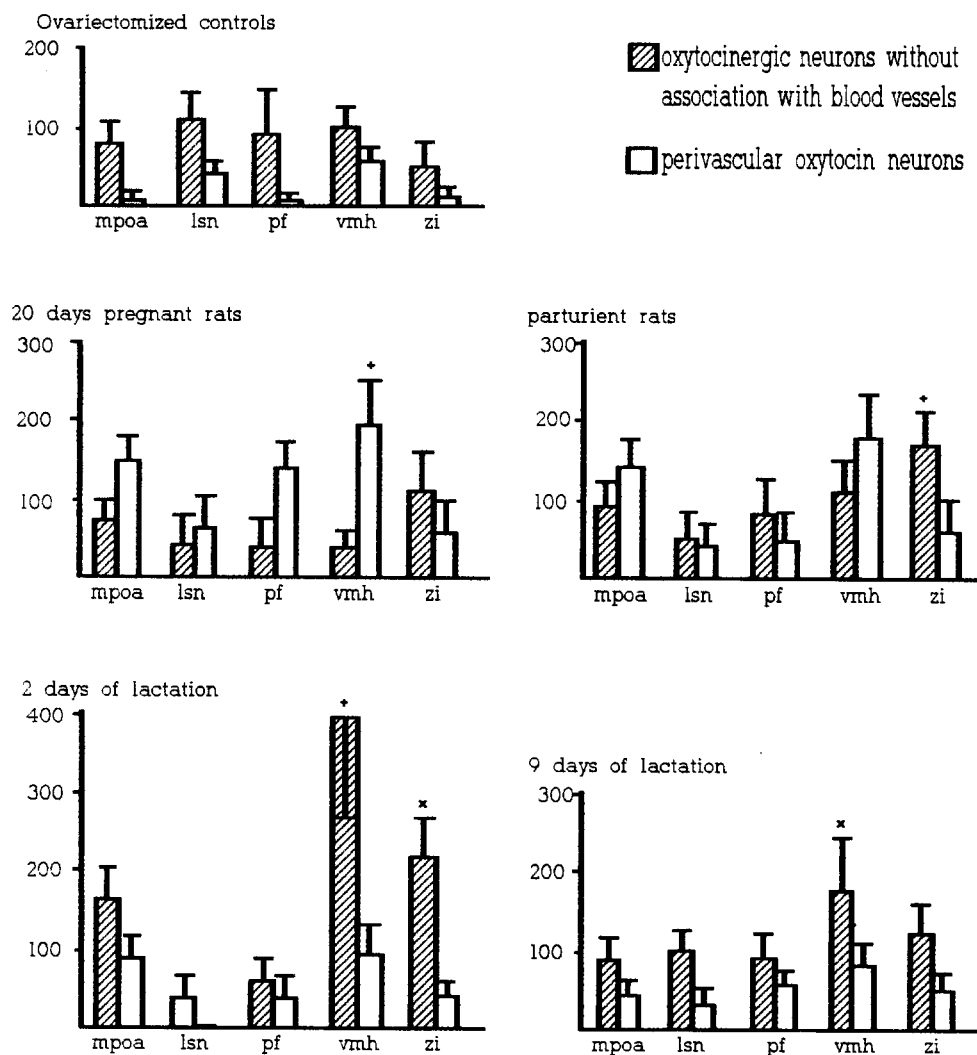 Ovariectomized controls
200
100
mpoa lsn pf vmh zi
oxytocinergic neurons without
association with blood vessels
perivascular oxytocin neurons
20 days pregnant rats
300
200
100
+
mpoa lsn pf vmh zi
parturient rats
300
200
100
+
mpoa lsn pf vmh zi
2 days of lactation
400
300
200
100
+
x
mpoa lsn pf vmh zi
9 days of lactation
300
200
100
x
mpoa lsn pf vmh zi